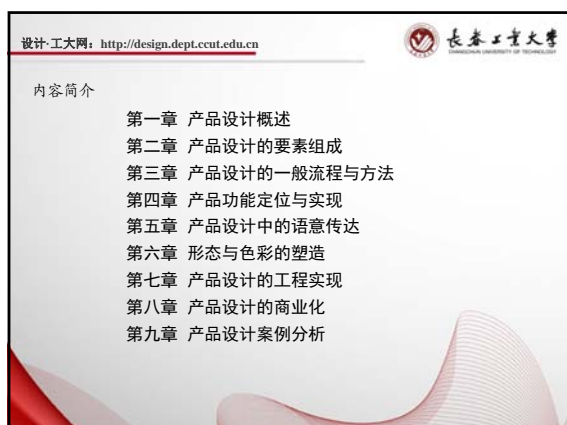 设计·工大网：http://design.dept.ccut.edu.cn
长春工业大学
CHANGCHUN UNIVERSITY OF TECHNOLOGY
内容简介
第一章 产品设计概述
第二章 产品设计的要素组成
第三章 产品设计的一般流程与方法
第四章 产品功能定位与实现
第五章 产品设计中的语意传达
第六章 形态与色彩的塑造
第七章 产品设计的工程实现
第八章 产品设计的商业化
第九章 产品设计案例分析